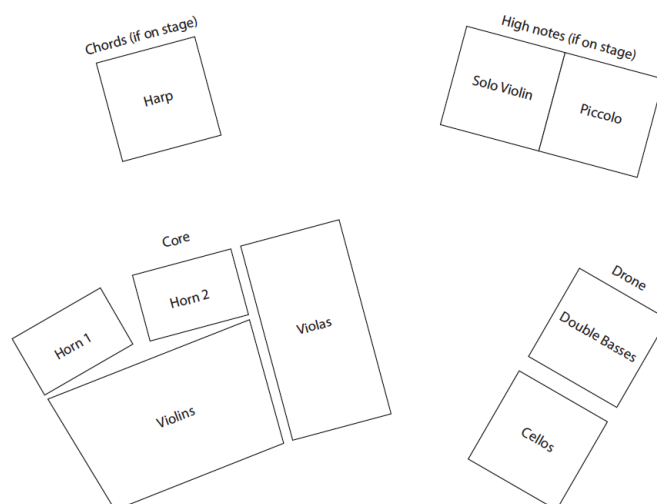 Chords (if on stage)
Harp
High notes (if on stage)
Solo Violin
Piccolo
Core
Horn 1
Horn 2
Violas
Violins
Drone
Double Basses
Cellos